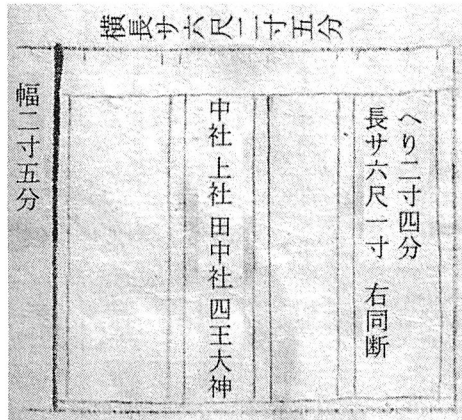 横長サ六尺二寸五分
へり二寸四分
長サ六尺一寸　右同断
中社 上社 田中社 四王大神
幅二寸五分